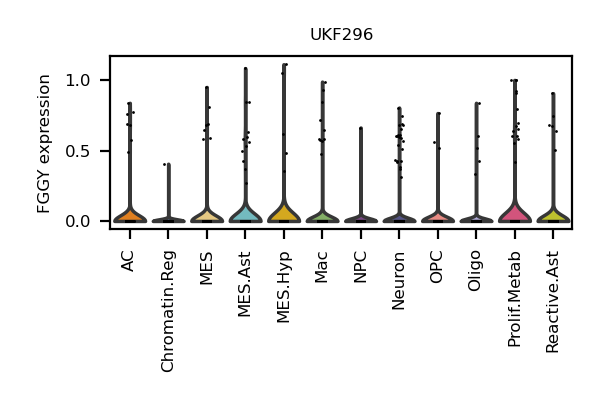 UKF296
FGGY expression
1.0
0.5
0.0
AC
Chromatin.Reg
MES
MES.Ast
MES.Hyp
Mac
NPC
Neuron
OPC
Oligo
Prolif.Metab
Reactive.Ast